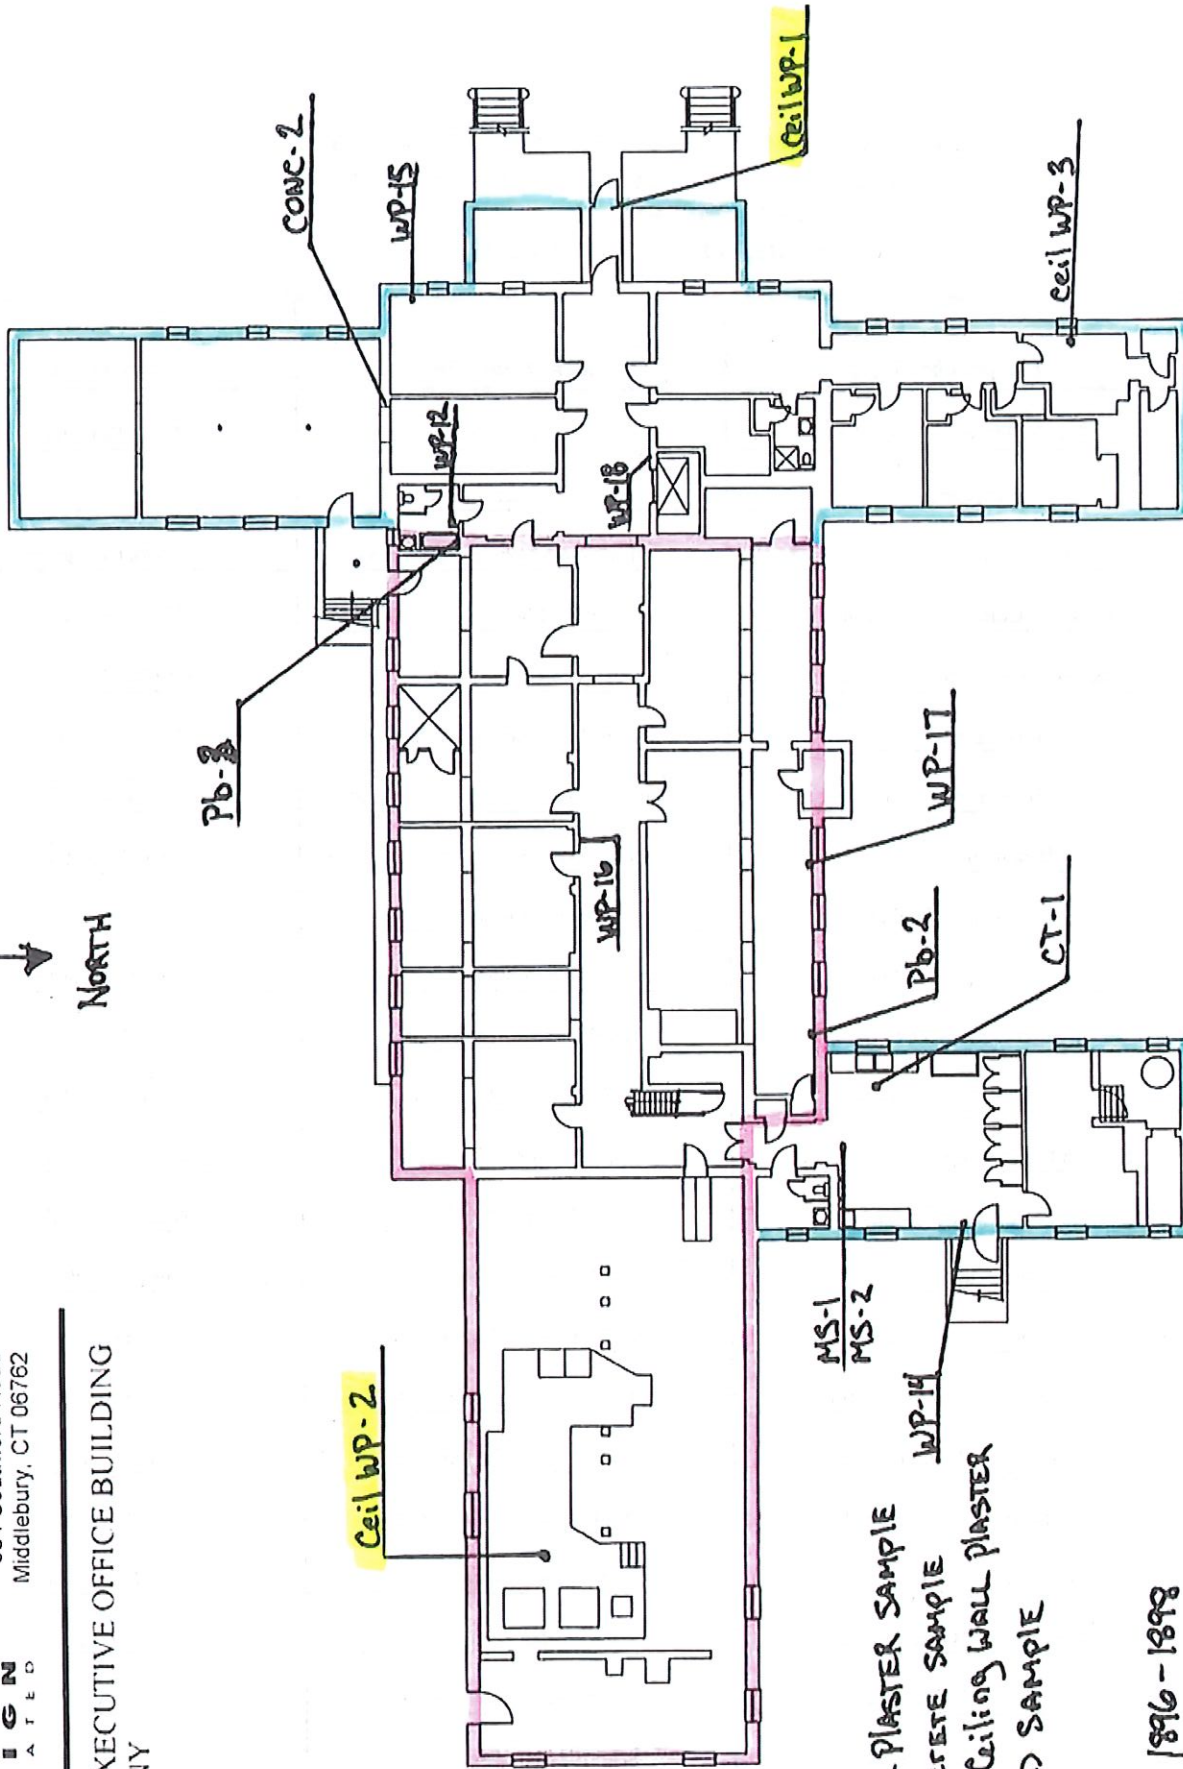 I G N
A T E D
Middlebury, CT 06762
XECUTIVE OFFICE BUILDING
NY
NORTH
Pb-3
CONC-2
Ceil WP-2
WP-15
WP-12
WP-16
WP-18
Ceil WP-1
MS-1
MS-2
Pb-2
WP-17
WP-14
CT-1
Ceil WP-3
PLASTER SAMPLE
RETE SAMPLE
Ceiling WALL PLASTER
SAMPLE
1896-1898